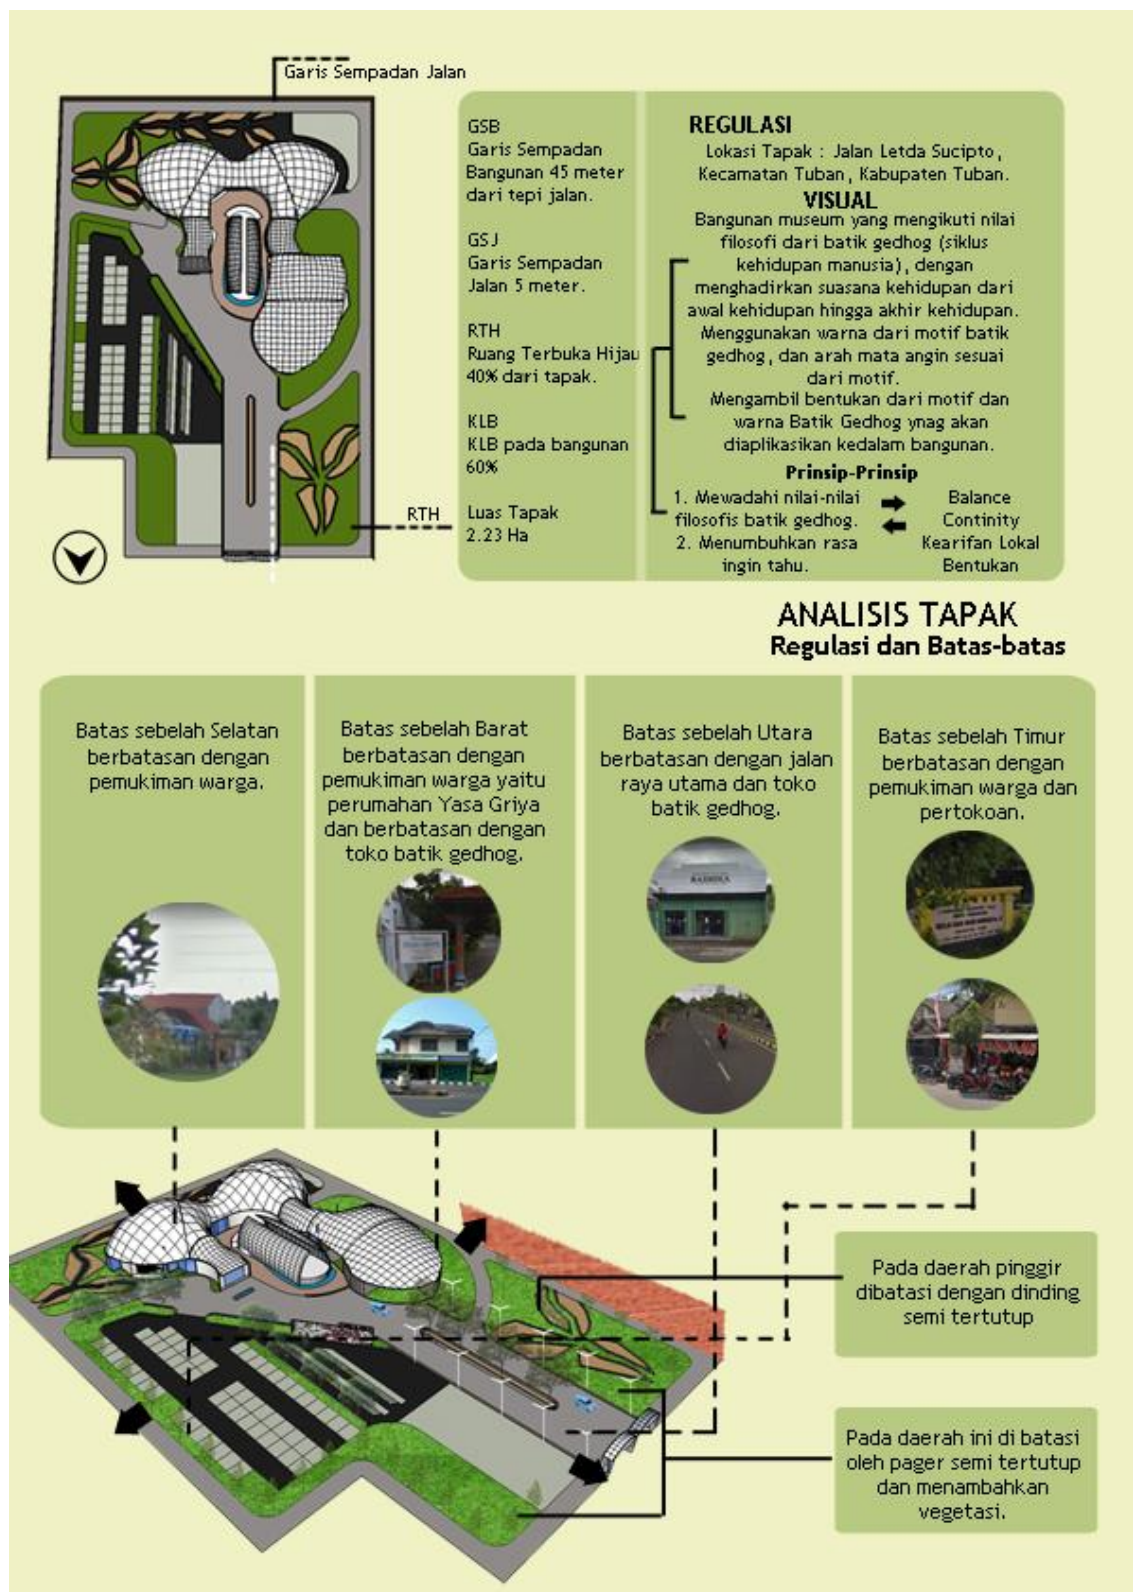 Garis Sempadan Jalan
GSB
Garis Sempadan
Bangunan 45 meter
dari tepi jalan.
GSJ
Garis Sempadan
Jalan 5 meter.
RTH
Ruang Terbuka Hijau
40% dari tapak.
KLB
KLB pada bangunan
60%
Luas Tapak
2.23 Ha
RTH
REGULASI
Lokasi Tapak : Jalan Letda Sucipto,
Kecamatan Tuban, Kabupaten Tuban.
VISUAL
Bangunan museum yang mengikuti nilai
filosofi dari batik gedhog (siklus
kehidupan manusia), dengan
menghadirkan suasana kehidupan dari
awal kehidupan hingga akhir kehidupan.
Menggunakan warna dari motif batik
gedhog, dan arah mata angin sesuai
dari motif.
Mengambil bentukan dari motif dan
warna Batik Gedhog ynag akan
diaplikasikan kedalam bangunan.
Prinsip-Prinsip
1. Mewadahi nilai-nilai
filosofis batik gedhog.
2. Menumbuhkan rasa
ingin tahu.
Balance
Continity
Kearifan Lokal
Bentukan
ANALISIS TAPAK
Regulasi dan Batas-batas
Batas sebelah Selatan
berbatasan dengan
pemukiman warga.
Batas sebelah Barat
berbatasan dengan
pemukiman warga yaitu
perumahan Yasa Griya
dan berbatasan dengan
toko batik gedhog.
Batas sebelah Utara
berbatasan dengan jalan
raya utama dan toko
batik gedhog.
Batas sebelah Timur
berbatasan dengan
pemukiman warga dan
pertokoan.
Pada daerah pinggir
dibatasi dengan dinding
semi tertutup
Pada daerah ini di batasi
oleh pager semi tertutup
dan menambahkan
vegetasi.